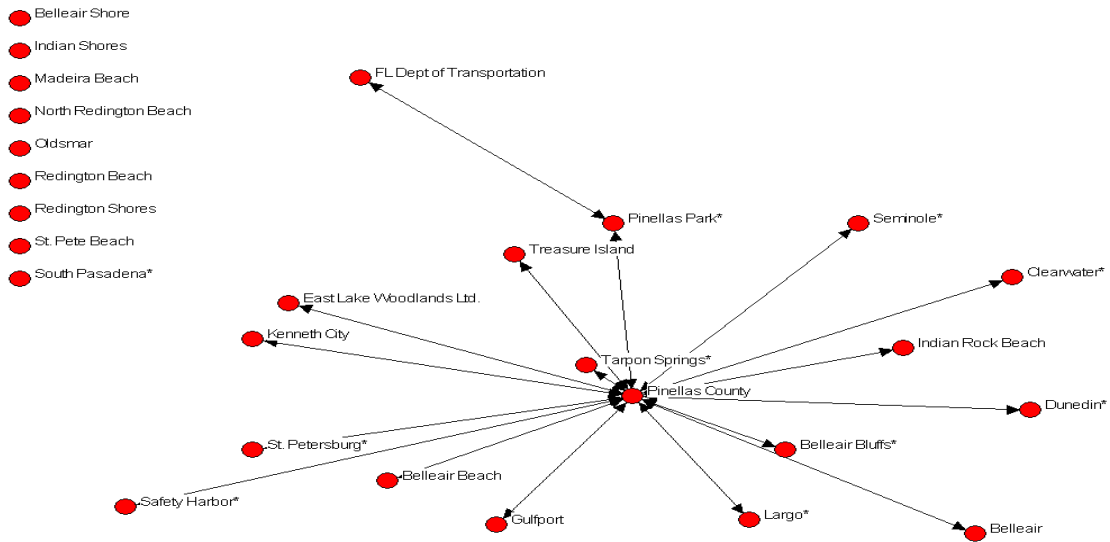 Belleair Shore
Indian Shores
Madeira Beach
North Redington Beach
Oldsmar
Redington Beach
Redington Shores
St. Pete Beach
South Pasadena*
FL Dept of Transportation
Pinellas Park*
Seminole*
Treasure Island
Clearwater*
East Lake Woodlands Ltd.
Kenneth City
Indian Rock Beach
Tarpon Springs*
Pinellas County
Dunedin*
St. Petersburg*
Belleair Bluffs*
Belleair Beach
Safety Harbor*
Gulfport
Largo*
Belleair